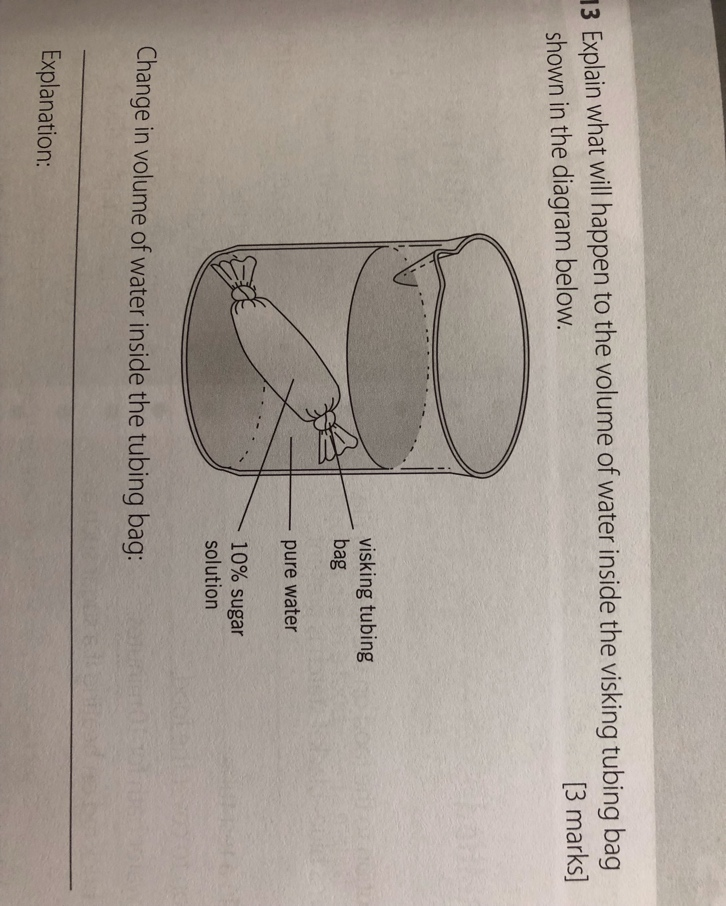 13 Explain what will happen to the volume of water inside the visking tubing bag
shown in the diagram below. [3 marks]
visking tubing
bag
pure water
10% sugar
solution
Change in volume of water inside the tubing bag:
Explanation: